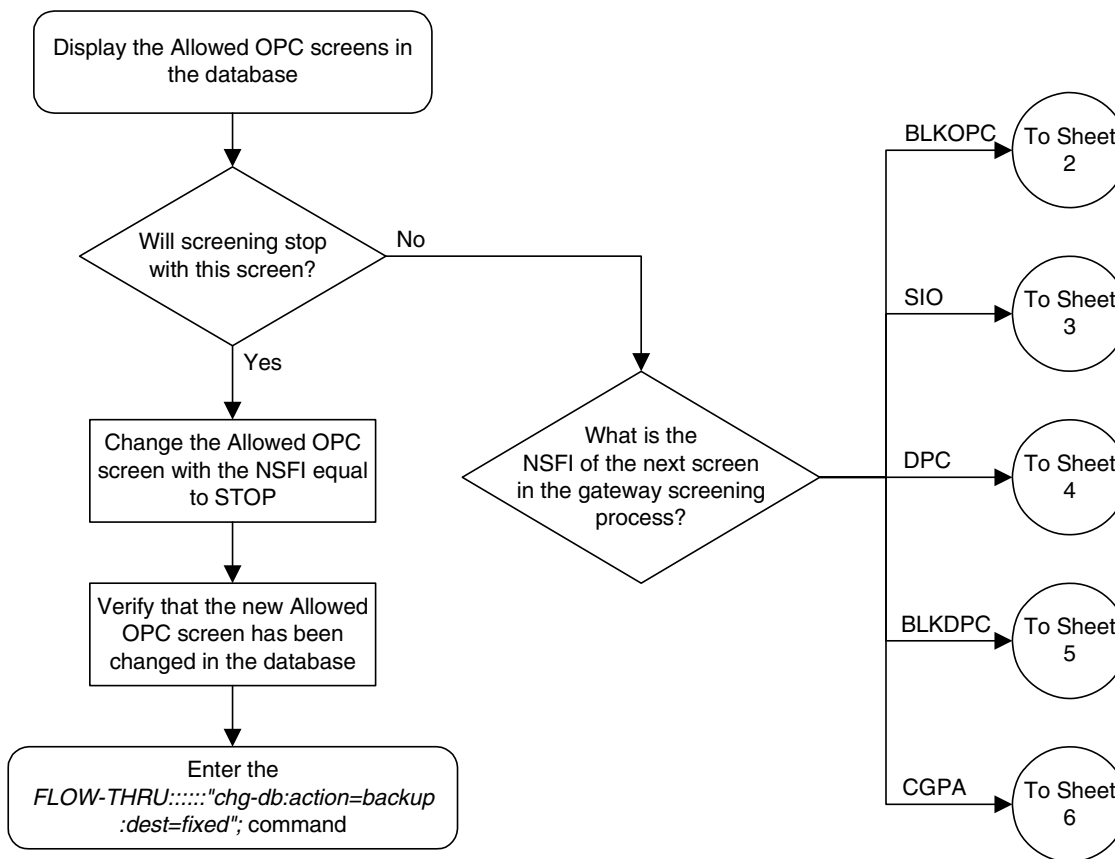 Display the Allowed OPC screens in
the database
Will screening stop
with this screen?
No
Yes
Change the Allowed OPC
screen with the NSFI equal
to STOP
Verify that the new Allowed
OPC screen has been
changed in the database
Enter the
FLOW-THRU::::::"chg-db:action=backup
:dest=fixed"; command
What is the
NSFI of the next screen
in the gateway screening
process?
BLKOPC
To Sheet
2
SIO
To Sheet
3
DPC
To Sheet
4
BLKDPC
To Sheet
5
CGPA
To Sheet
6